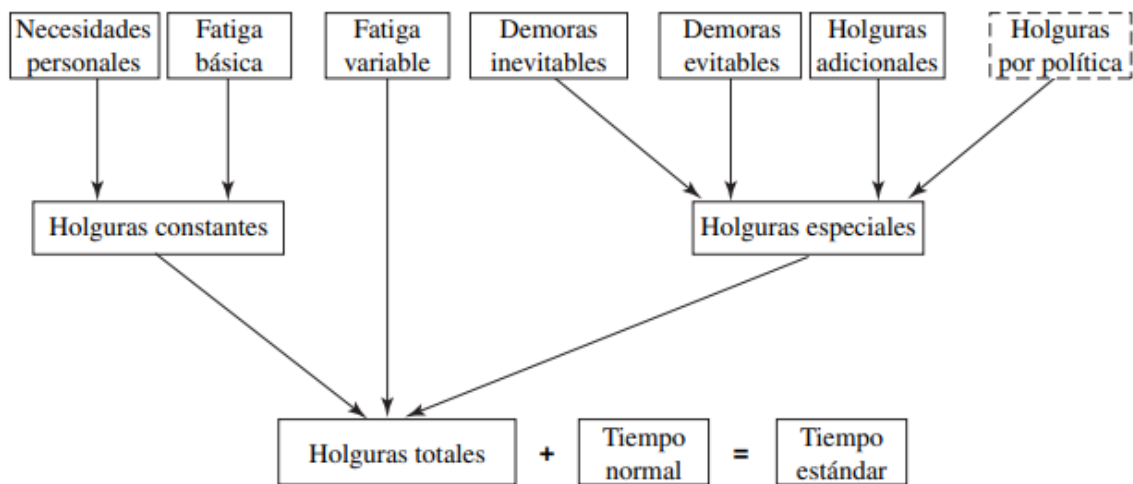 Necesidades
personales
Fatiga
básica
Fatiga
variable
Demoras
inevitables
Demoras
evitables
Holguras
adicionales
Holguras
por política
Holguras constantes
Holguras especiales
Holguras totales
+
Tiempo
normal
=
Tiempo
estándar